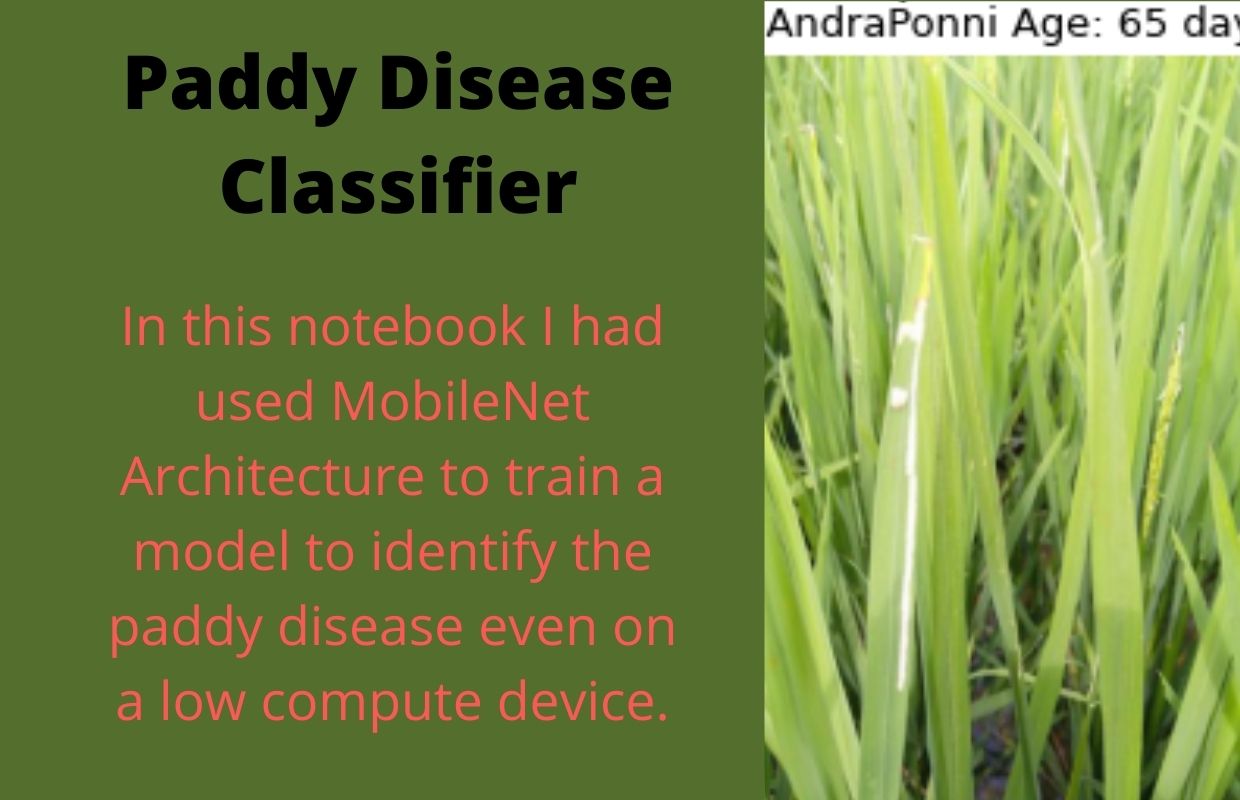 Paddy Disease
Classifier
In this notebook I had
used MobileNet
Architecture to train a
model to identify the
paddy disease even on
a low compute device.
AndraPonni Age: 65 day